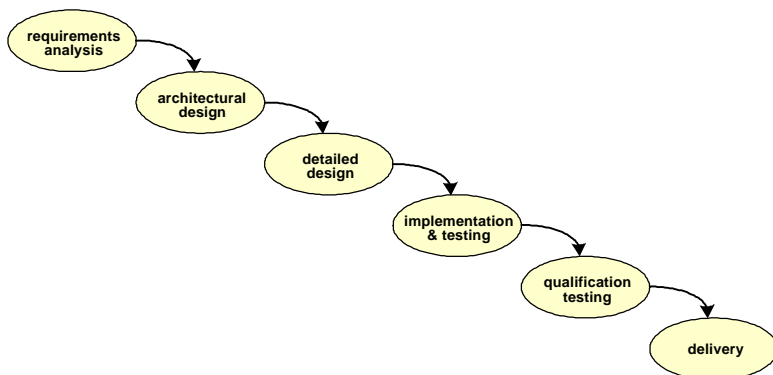 requirements
analysis
architectural
design
detailed
design
implementation
& testing
qualification
testing
delivery